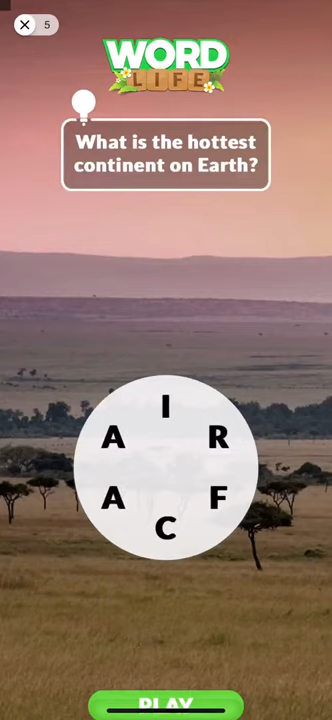 5
WORD
LIFE
What is the hottest
continent on Earth?
I
A R
A F
C
PLAY